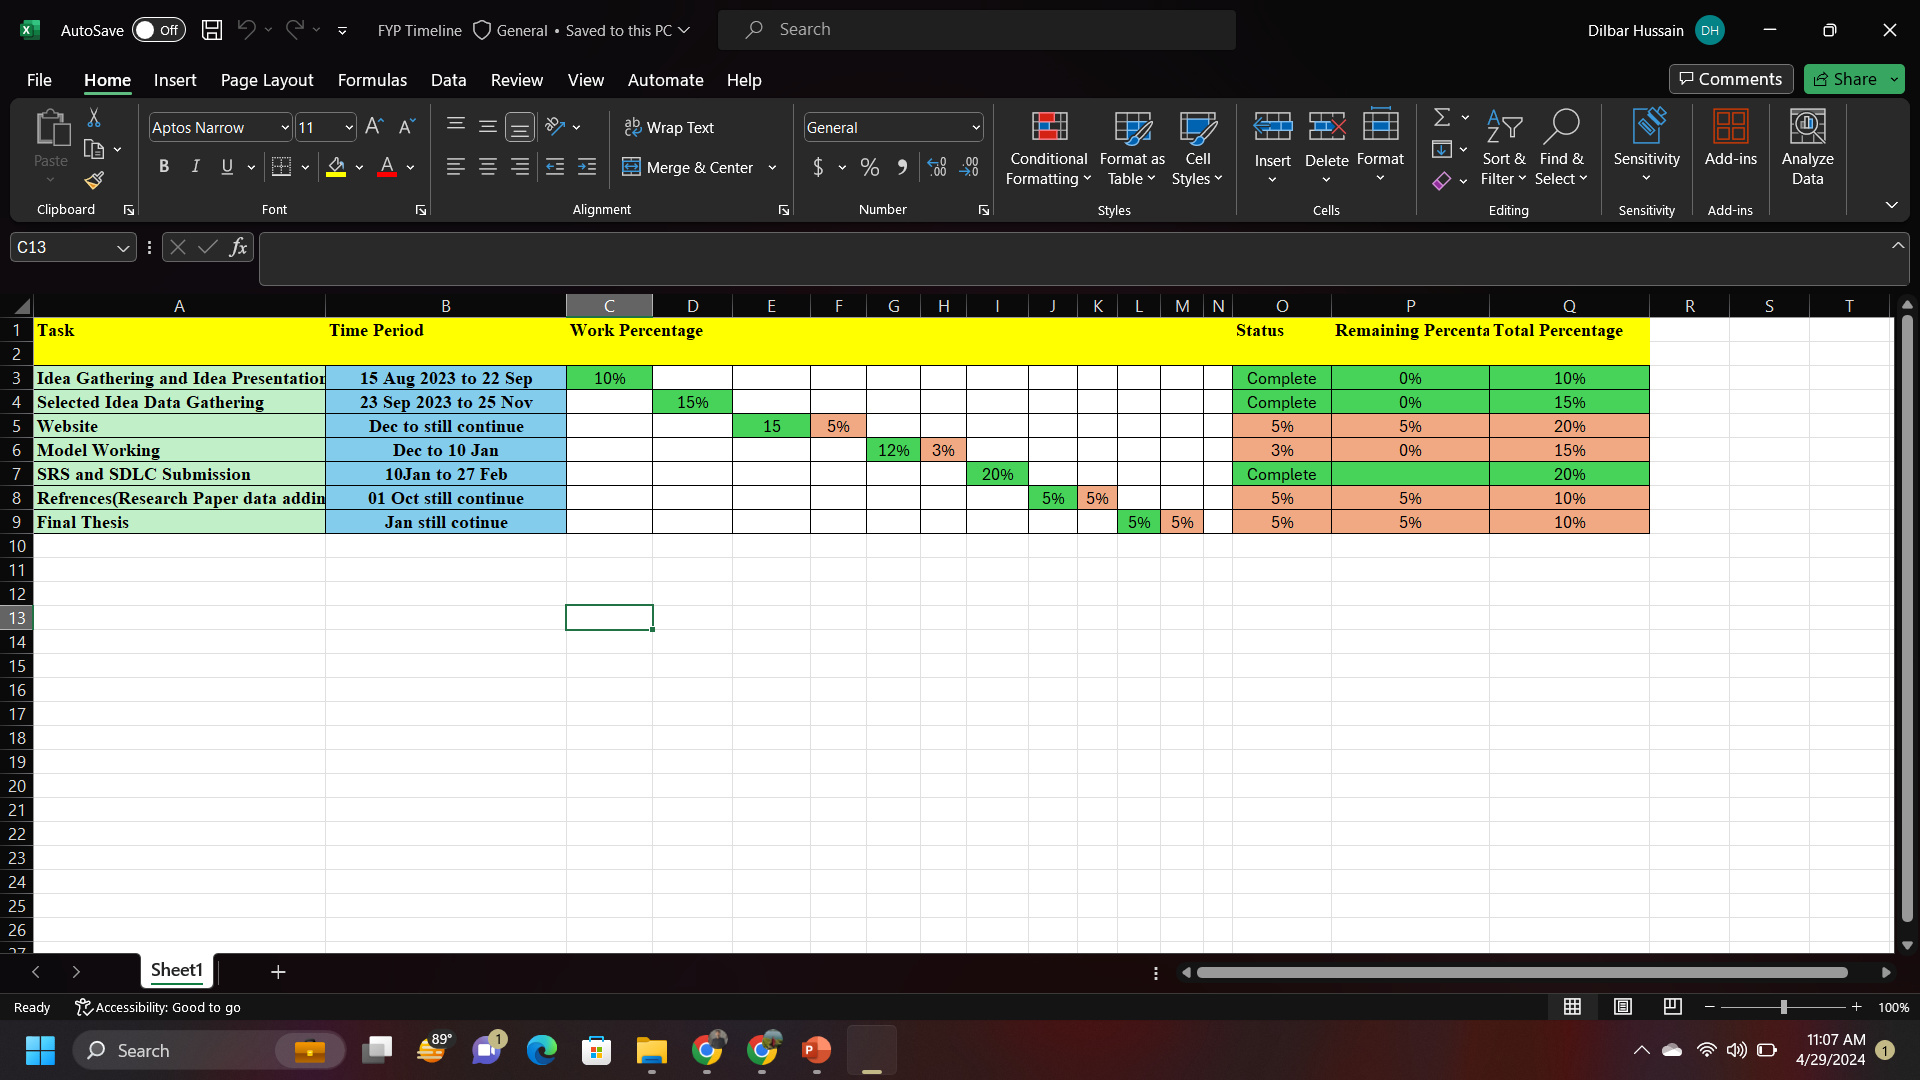 AutoSave Off FYP Timeline General • Saved to this PC Search Dilbar Hussain DH
File Home Insert Page Layout Formulas Data Review View Automate Help Comments Share
Paste Aptos Narrow 11 Wrap Text General Conditional Formatting Format as Table Cell Styles Insert Delete Format Sort & Filter Find & Select Sensitivity Add-ins Analyze Data
B I U Merge & Center $ %
Clipboard Font Alignment Number Styles Cells Editing Sensitivity Add-ins
C13 fx
A B C D E F G H I J K L M N O P Q R S T
1 Task Time Period Work Percentage Status Remaining Percenta Total Percentage
2
3 Idea Gathering and Idea Presentation 15 Aug 2023 to 22 Sep 10% Complete 0% 10%
4 Selected Idea Data Gathering 23 Sep 2023 to 25 Nov 15% Complete 0% 15%
5 Website Dec to still continue 15 5% 5% 5% 20%
6 Model Working Dec to 10 Jan 12% 3% 3% 0% 15%
7 SRS and SDLC Submission 10Jan to 27 Feb 20% Complete 20%
8 Refrences(Research Paper data addin 01 Oct still continue 5% 5% 5% 5% 10%
9 Final Thesis Jan still cotinue 5% 5% 5% 5% 10%
10
11
12
13
14
15
16
17
18
19
20
21
22
23
24
25
26
27
Sheet1
Ready Accessibility: Good to go 100%
Search 89° 1 P 11:07 AM
4/29/2024 1